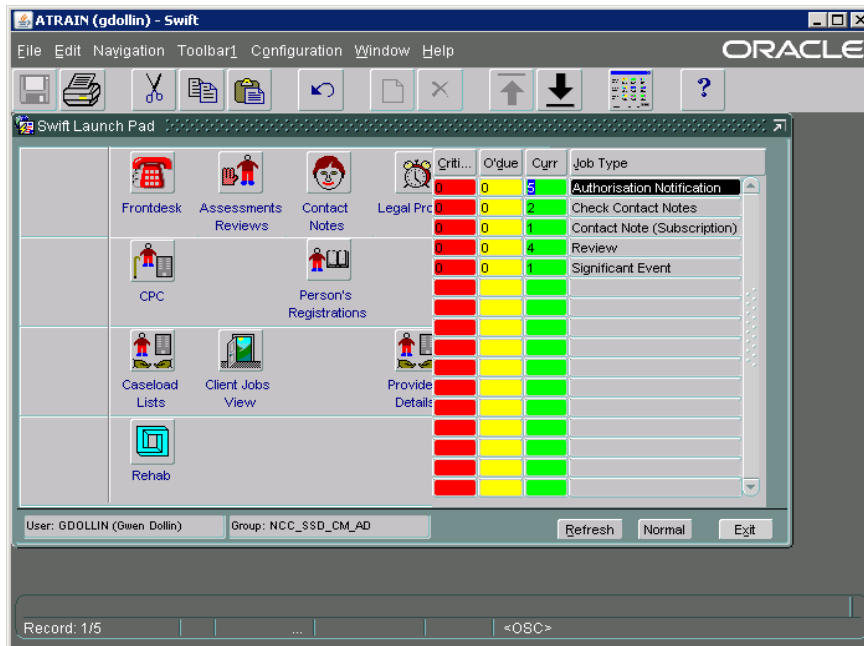 ATRAIN (gdollin) - Swift
File Edit Navigation Toolbar1 Configuration Window Help
ORACLE
?
Swift Launch Pad
Frontdesk
Assessments
Reviews
Contact
Notes
Legal Pro
CPC
Person's
Registrations
Caseload
Lists
Client Jobs
View
Provide
Details
Rehab
Criti... O'due Curr Job Type
0 0 5 Authorisation Notification
0 0 2 Check Contact Notes
0 0 1 Contact Note (Subscription)
0 0 4 Review
0 0 1 Significant Event
User: GDOLLIN (Gwen Dollin) Group: NCC_SSD_CM_AD
Refresh Normal Exit
Record: 1/5 ... <OSC>